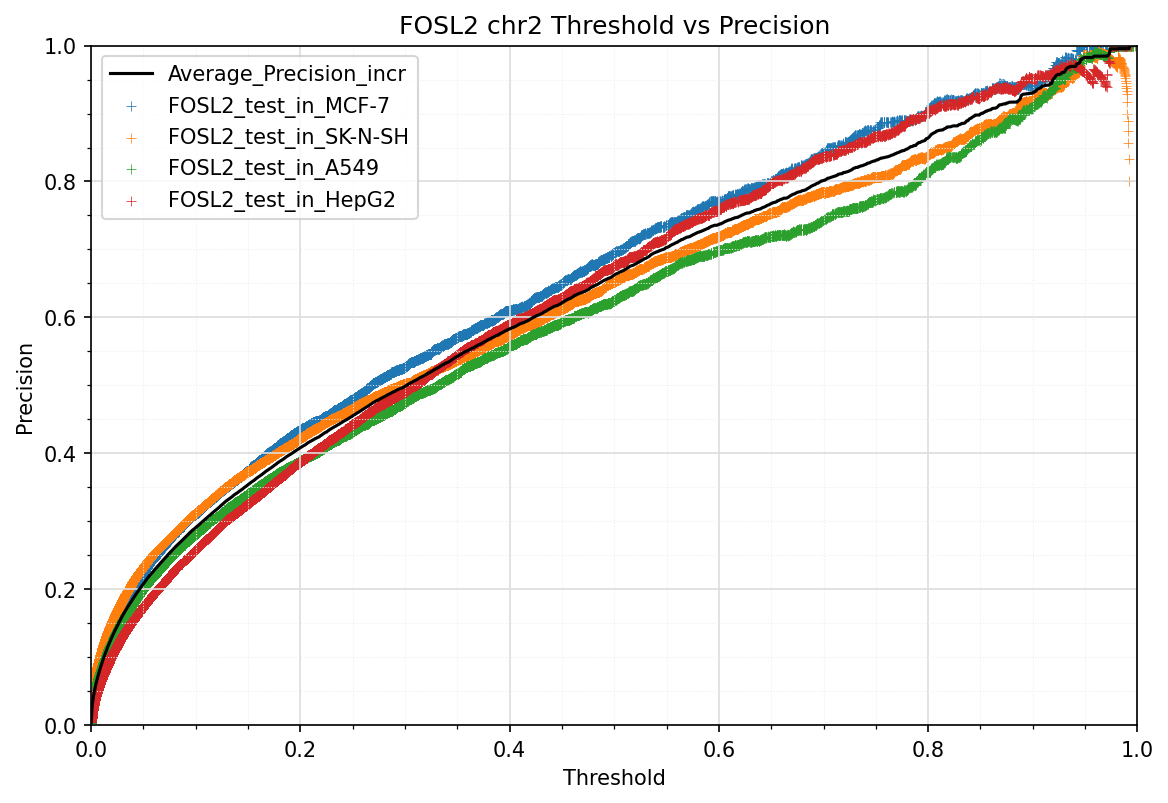 FOSL2 chr2 Threshold vs Precision
1.0
Average_Precision_incr
FOSL2_test_in_MCF-7
FOSL2_test_in_SK-N-SH
FOSL2_test_in_A549
FOSL2_test_in_HepG2
0.8
0.6
0.4
0.2
0.0
Precision
0.0 0.2 0.4 0.6 0.8 1.0
Threshold